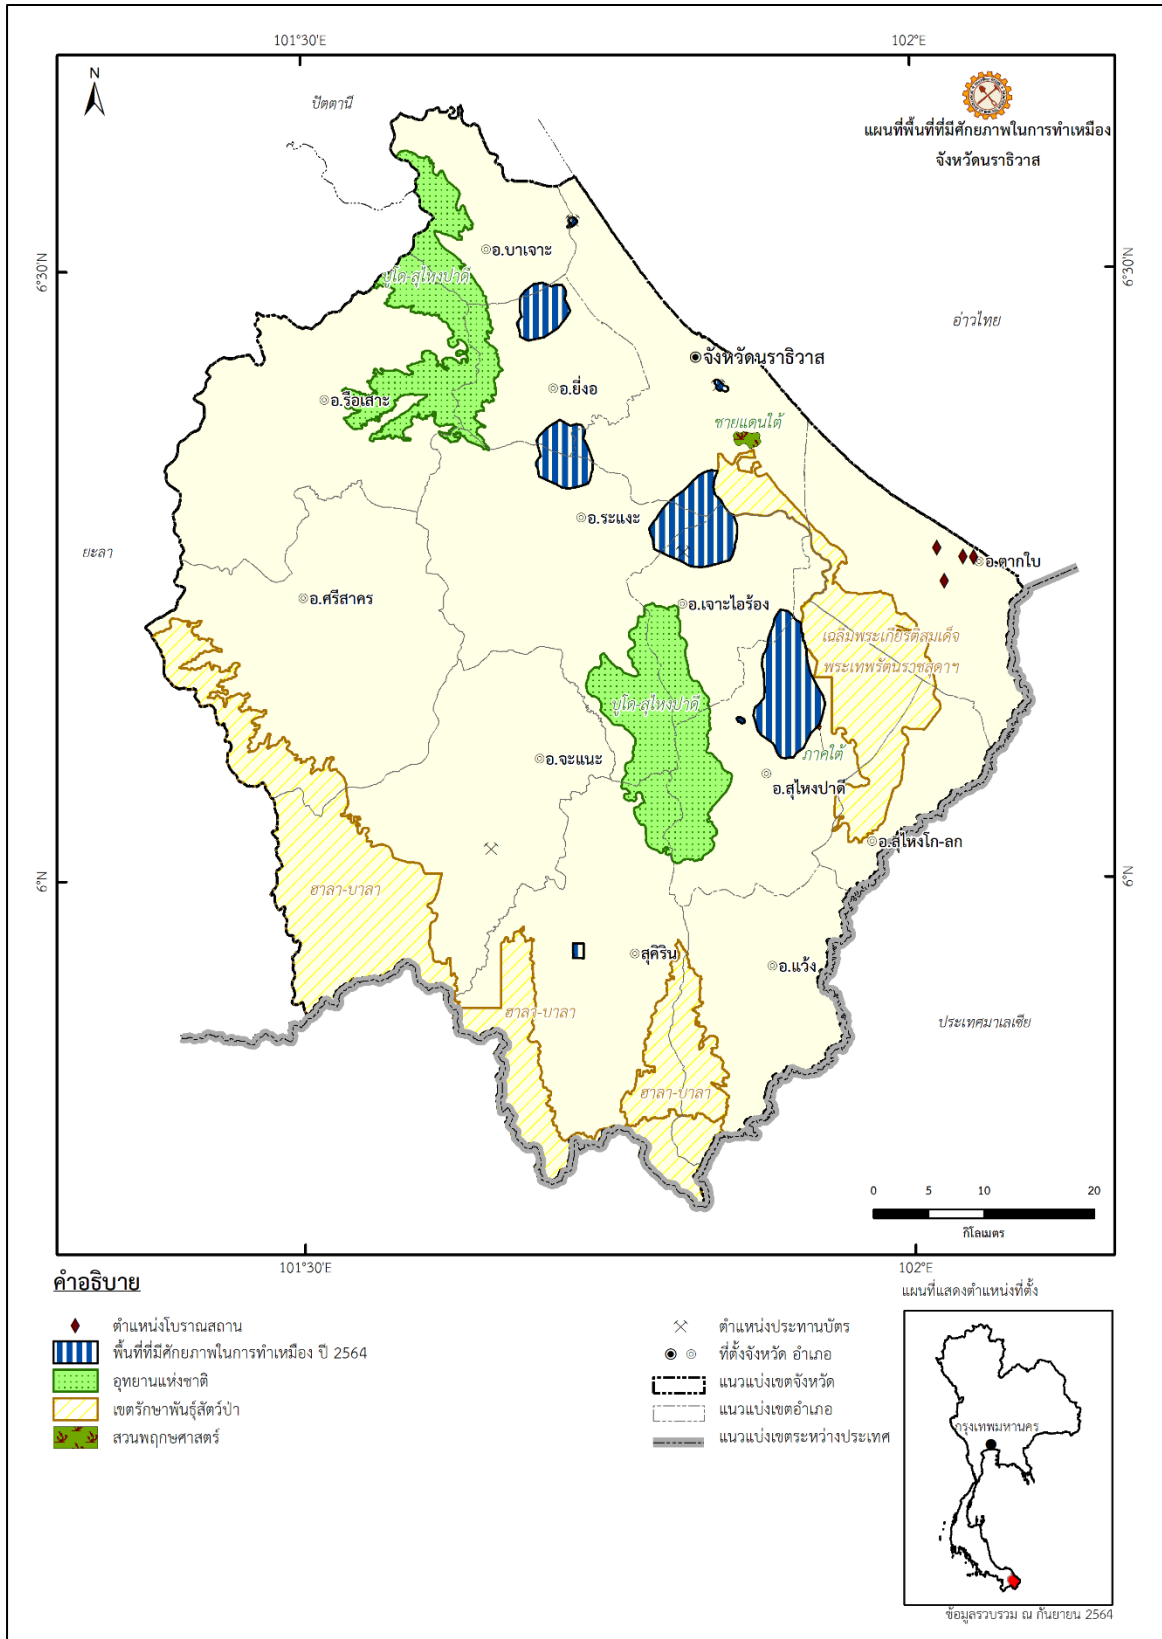 101°30'E
102°E
N
ปัตตานี
แผนที่พื้นที่ที่มีศักยภาพในการทำเหมือง
จังหวัดนราธิวาส
6°30'N
6°30'N
อ.บาเจาะ
บูโด-สุไหงปาดี
อ่าวไทย
จังหวัดนราธิวาส
อ.ยี่งอ
อ.รือเสาะ
ชายแดนใต้
อ.ระแงะ
ยะลา
อ.ตากใบ
อ.ศรีสาคร
อ.เจาะไอร้อง
เฉลิมพระเกียรติสมเด็จ
พระเทพรัตนราชสุดาฯ
บูโด-สุไหงปาดี
ภาคใต้
อ.จะแนะ
อ.สุไหงปาดี
อ.สุไหงโก-ลก
6°N
6°N
ฮาลา-บาลา
สุคิริน
อ.แว้ง
ฮาลา-บาลา
ประเทศมาเลเซีย
ฮาลา-บาลา
0 5 10 20
กิโลเมตร
101°30'E
102°E
คำอธิบาย
ตำแหน่งโบราณสถาน
พื้นที่ที่มีศักยภาพในการทำเหมือง ปี 2564
อุทยานแห่งชาติ
เขตรักษาพันธุ์สัตว์ป่า
สวนพฤกษศาสตร์
ตำแหน่งประทานบัตร
ที่ตั้งจังหวัด อำเภอ
แนวแบ่งเขตจังหวัด
แนวแบ่งเขตอำเภอ
แนวแบ่งเขตระหว่างประเทศ
แผนที่แสดงตำแหน่งที่ตั้ง
กรุงเทพมหานคร
ข้อมูลรวบรวม ณ กันยายน 2564